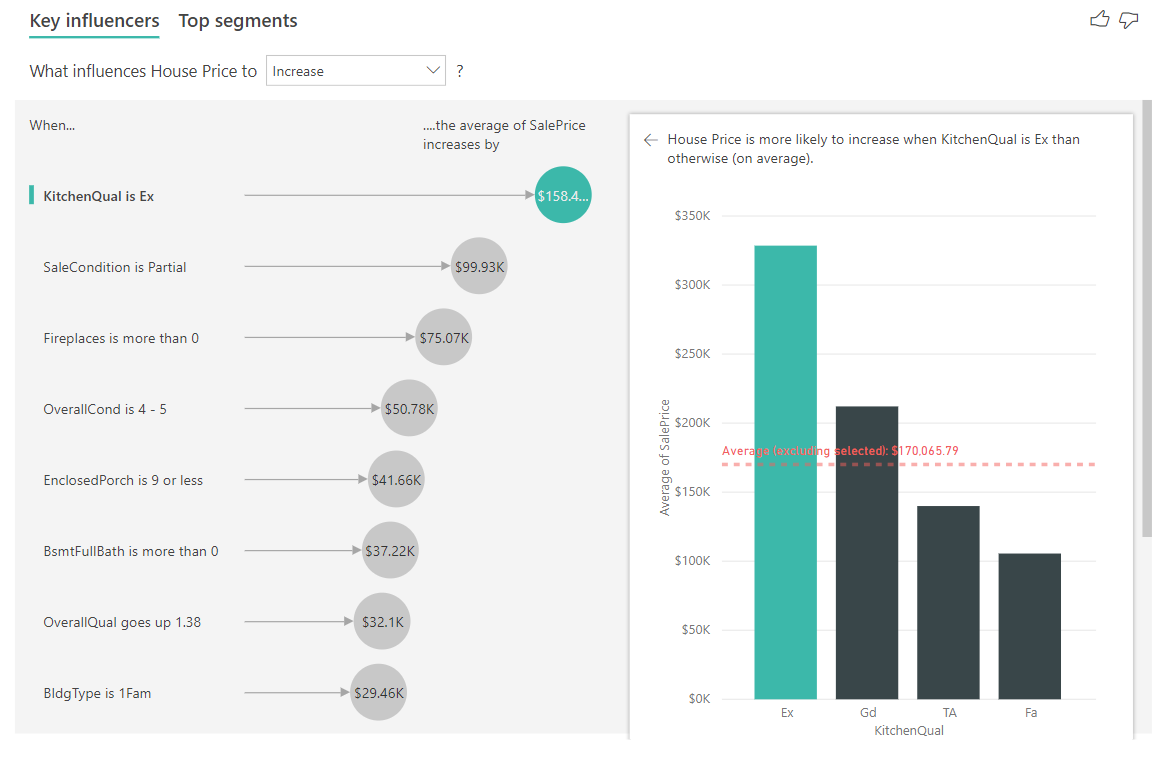 Key influencers Top segments
What influences House Price to Increase ?
When...
....the average of SalePrice
increases by
KitchenQual is Ex $158.4...
SaleCondition is Partial $99.93K
Fireplaces is more than 0 $75.07K
OverallCond is 4 - 5 $50.78K
EnclosedPorch is 9 or less $41.66K
BsmtFullBath is more than 0 $37.22K
OverallQual goes up 1.38 $32.1K
BldgType is 1Fam $29.46K
House Price is more likely to increase when KitchenQual is Ex than
otherwise (on average).
$350K
$300K
$250K
$200K
$150K
$100K
$50K
$0K
Average of SalePrice
Average (excluding selected): $170,065.79
Ex Gd TA Fa
KitchenQual